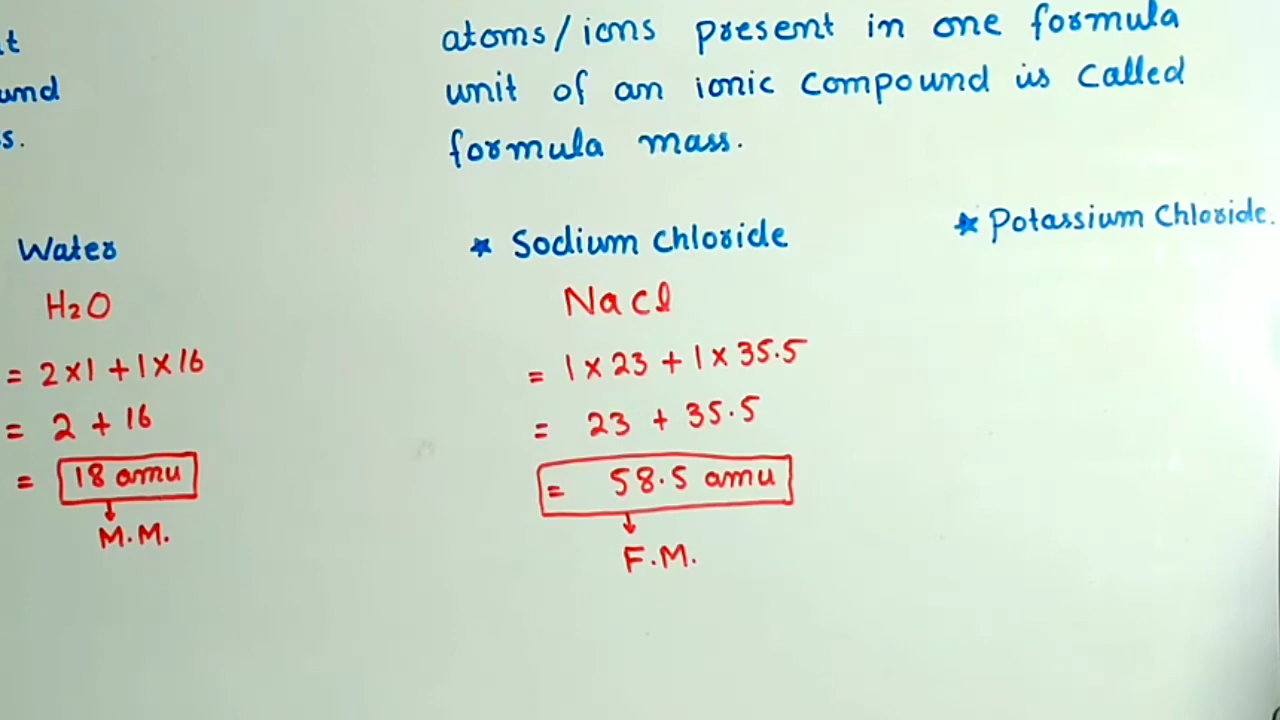 t
und
s.
atoms/ions present in one formula
unit of an ionic compound is called
formula mass.
Water
H₂O
= 2×1 + 1×16
= 2 + 16
= 18 amu
M.M.
* Sodium Chloride
NaCl
= 1 × 23 + 1 × 35.5
= 23 + 35.5
= 58.5 amu
F.M.
* Potassium Chloride.